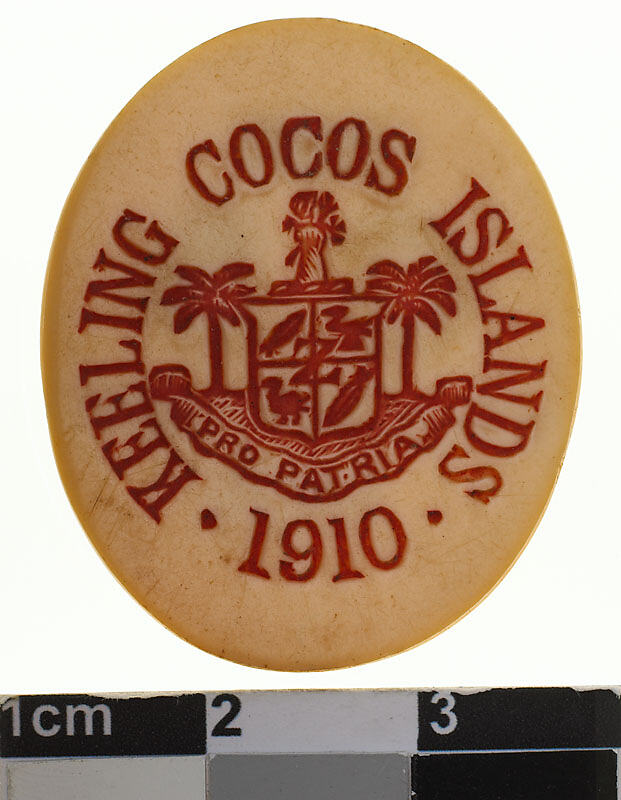 KEELING COCOS ISLANDS
PRO PATRIA
· 1910 ·
1cm 2 3